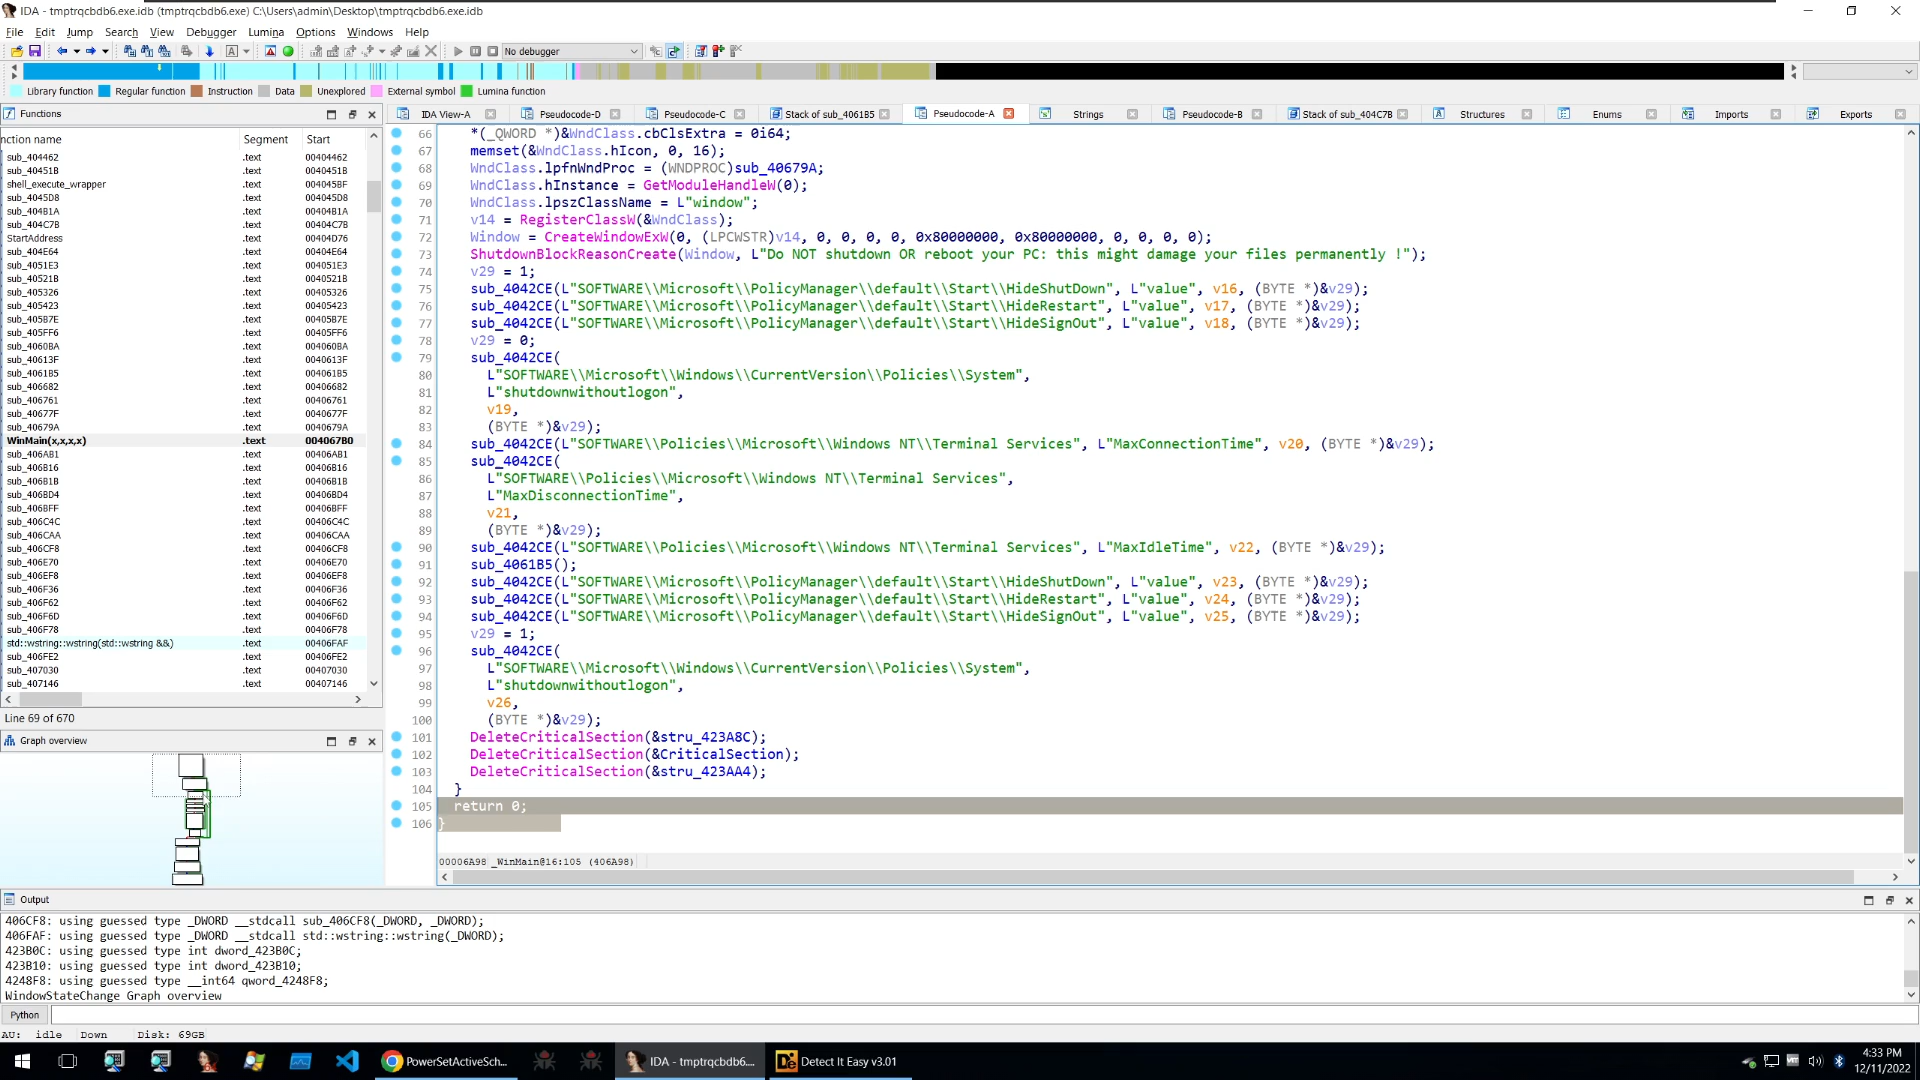 IDA - tmptrqcbdb6.exe.idb (tmptrqcbdb6.exe) C:\Users\admin\Desktop\tmptrqcbdb6.exe.idb
File Edit Jump Search View Debugger Lumina Options Windows Help
No debugger
Library function Regular function Instruction Data Unexplored External symbol Lumina function
Functions
IDA View-A Pseudocode-D Pseudocode-C Stack of sub_4061B5 Pseudocode-A Strings Pseudocode-B Stack of sub_404C7B Structures Enums Imports Exports
nction name Segment Start
sub_404462 .text 00404462
sub_40451B .text 0040451B
shell_execute_wrapper .text 004045BF
sub_4045D8 .text 004045D8
sub_404B1A .text 00404B1A
sub_404C7B .text 00404C7B
StartAddress .text 00404D76
sub_404E64 .text 00404E64
sub_4051E3 .text 004051E3
sub_40521B .text 0040521B
sub_405326 .text 00405326
sub_405423 .text 00405423
sub_405B7E .text 00405B7E
sub_405FF6 .text 00405FF6
sub_4060BA .text 004060BA
sub_40613F .text 0040613F
sub_4061B5 .text 004061B5
sub_406682 .text 00406682
sub_406761 .text 00406761
sub_40677F .text 0040677F
sub_40679A .text 0040679A
WinMain(x,x,x,x) .text 004067B0
sub_406AB1 .text 00406AB1
sub_406B16 .text 00406B16
sub_406B1B .text 00406B1B
sub_406BD4 .text 00406BD4
sub_406BFF .text 00406BFF
sub_406C4C .text 00406C4C
sub_406CAA .text 00406CAA
sub_406CF8 .text 00406CF8
sub_406E70 .text 00406E70
sub_406EF8 .text 00406EF8
sub_406F36 .text 00406F36
sub_406F62 .text 00406F62
sub_406F6D .text 00406F6D
sub_406F78 .text 00406F78
std::wstring::wstring(std::wstring &&) .text 00406FAF
sub_406FE2 .text 00406FE2
sub_407030 .text 00407030
sub_407146 .text 00407146
Line 69 of 670
Graph overview
66 *(_QWORD *)&WndClass.cbClsExtra = 0i64;
67 memset(&WndClass.hIcon, 0, 16);
68 WndClass.lpfnWndProc = (WNDPROC)sub_40679A;
69 WndClass.hInstance = GetModuleHandleW(0);
70 WndClass.lpszClassName = L"window";
71 v14 = RegisterClassW(&WndClass);
72 Window = CreateWindowExW(0, (LPCWSTR)v14, 0, 0, 0, 0, 0x80000000, 0x80000000, 0, 0, 0, 0);
73 ShutdownBlockReasonCreate(Window, L"Do NOT shutdown OR reboot your PC: this might damage your files permanently !");
74 v29 = 1;
75 sub_4042CE(L"SOFTWARE\\Microsoft\\PolicyManager\\default\\Start\\HideShutDown", L"value", v16, (BYTE *)&v29);
76 sub_4042CE(L"SOFTWARE\\Microsoft\\PolicyManager\\default\\Start\\HideRestart", L"value", v17, (BYTE *)&v29);
77 sub_4042CE(L"SOFTWARE\\Microsoft\\PolicyManager\\default\\Start\\HideSignOut", L"value", v18, (BYTE *)&v29);
78 v29 = 0;
79 sub_4042CE(
80 L"SOFTWARE\\Microsoft\\Windows\\CurrentVersion\\Policies\\System",
81 L"shutdownwithoutlogon",
82 v19,
83 (BYTE *)&v29);
84 sub_4042CE(L"SOFTWARE\\Policies\\Microsoft\\Windows NT\\Terminal Services", L"MaxConnectionTime", v20, (BYTE *)&v29);
85 sub_4042CE(
86 L"SOFTWARE\\Policies\\Microsoft\\Windows NT\\Terminal Services",
87 L"MaxDisconnectionTime",
88 v21,
89 (BYTE *)&v29);
90 sub_4042CE(L"SOFTWARE\\Policies\\Microsoft\\Windows NT\\Terminal Services", L"MaxIdleTime", v22, (BYTE *)&v29);
91 sub_4061B5();
92 sub_4042CE(L"SOFTWARE\\Microsoft\\PolicyManager\\default\\Start\\HideShutDown", L"value", v23, (BYTE *)&v29);
93 sub_4042CE(L"SOFTWARE\\Microsoft\\PolicyManager\\default\\Start\\HideRestart", L"value", v24, (BYTE *)&v29);
94 sub_4042CE(L"SOFTWARE\\Microsoft\\PolicyManager\\default\\Start\\HideSignOut", L"value", v25, (BYTE *)&v29);
95 v29 = 1;
96 sub_4042CE(
97 L"SOFTWARE\\Microsoft\\Windows\\CurrentVersion\\Policies\\System",
98 L"shutdownwithoutlogon",
99 v26,
100 (BYTE *)&v29);
101 DeleteCriticalSection(&stru_423A8C);
102 DeleteCriticalSection(&CriticalSection);
103 DeleteCriticalSection(&stru_423AA4);
104 }
105 return 0;
106 }
00006A98 _WinMain@16:105 (406A98)
Output
406CF8: using guessed type _DWORD __stdcall sub_406CF8(_DWORD, _DWORD);
406FAF: using guessed type _DWORD __stdcall std::wstring::wstring(_DWORD);
423B0C: using guessed type int dword_423B0C;
423B10: using guessed type int dword_423B10;
4248F8: using guessed type __int64 qword_4248F8;
WindowStateChange Graph overview
Python
AU: idle Down Disk: 69GB
PowerSetActiveSch... IDA - tmptrqcbdb6.... Detect It Easy v3.01
4:33 PM
12/11/2022